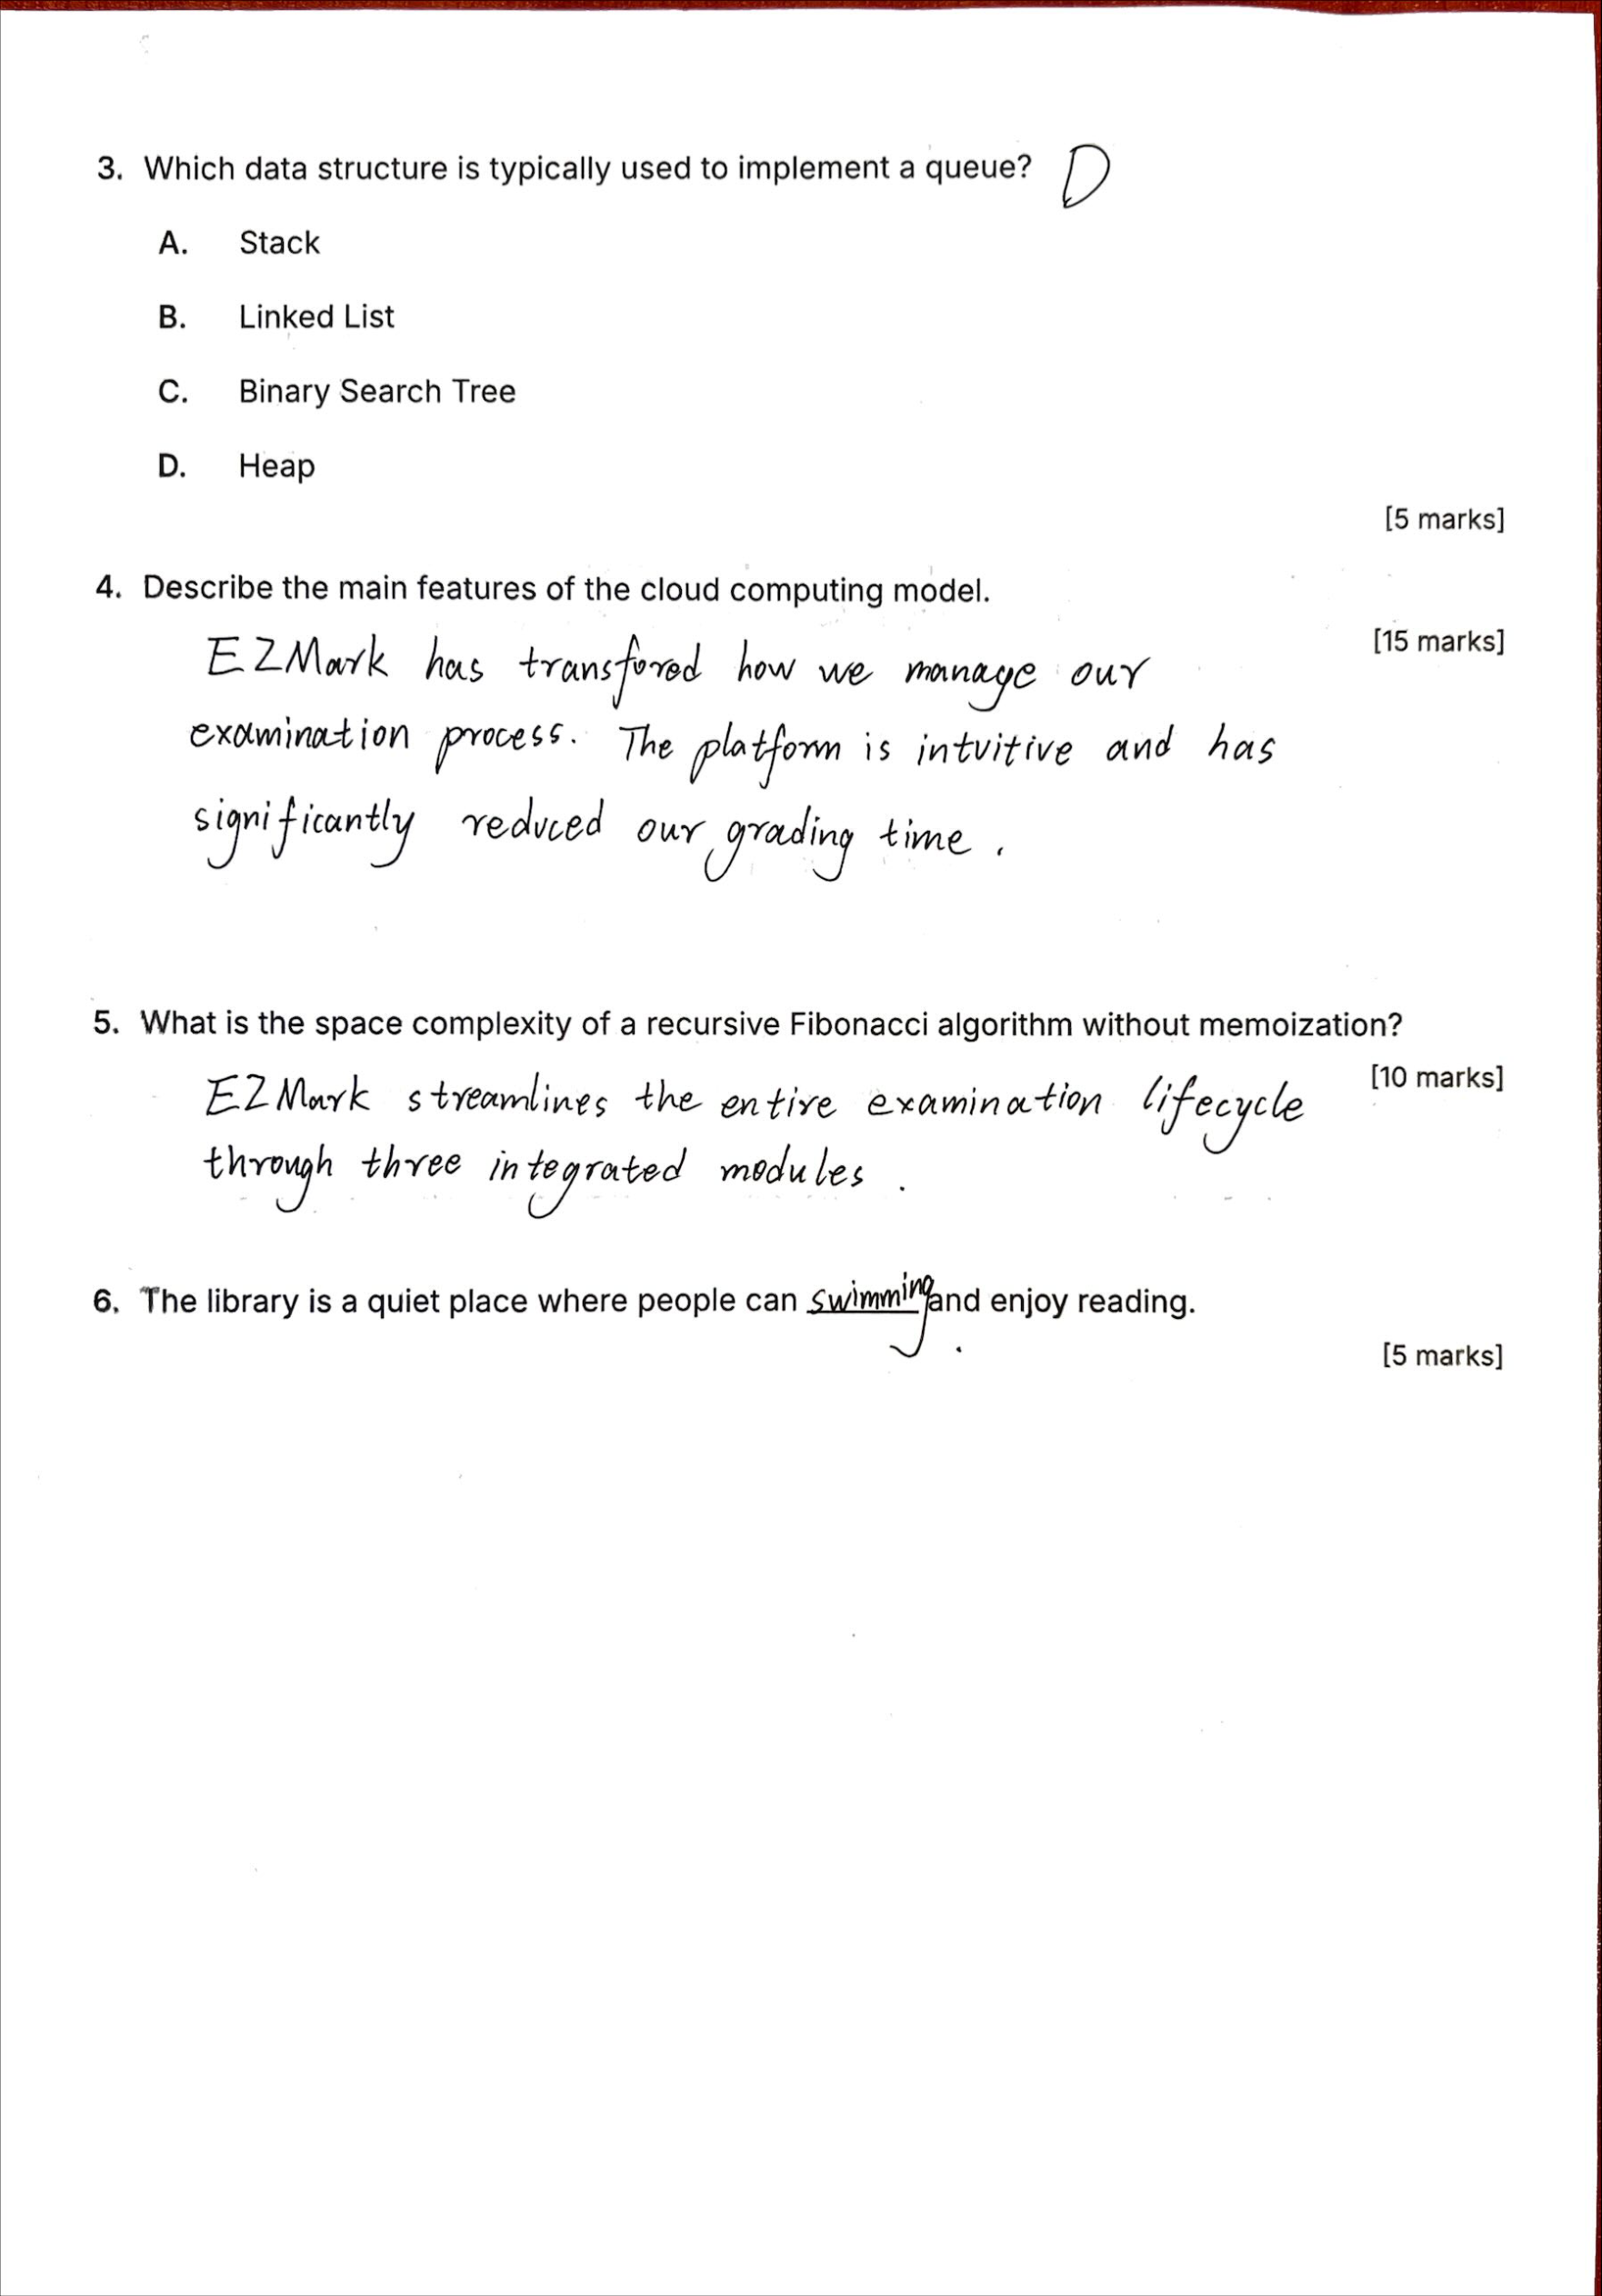 3. Which data structure is typically used to implement a queue? D
A. Stack
B. Linked List
C. Binary Search Tree
D. Heap
[5 marks]
4. Describe the main features of the cloud computing model.
[15 marks]
EZMark has transfored how we manage our
examination process. The platform is intuitive and has
significantly reduced our grading time.
5. What is the space complexity of a recursive Fibonacci algorithm without memoization?
[10 marks]
EZMark streamlines the entire examination lifecycle
through three integrated modules.
6. The library is a quiet place where people can swimming and enjoy reading.
[5 marks]